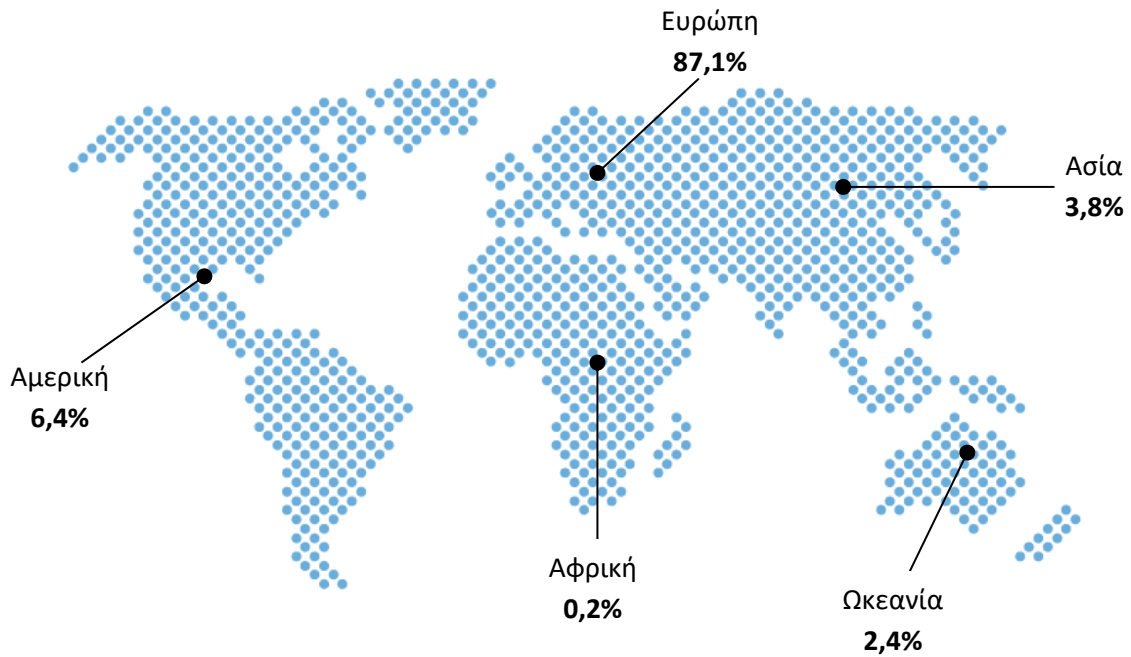 Ευρώπη
87,1%
Ασία
3,8%
Αμερική
6,4%
Αφρική
0,2%
Ωκεανία
2,4%